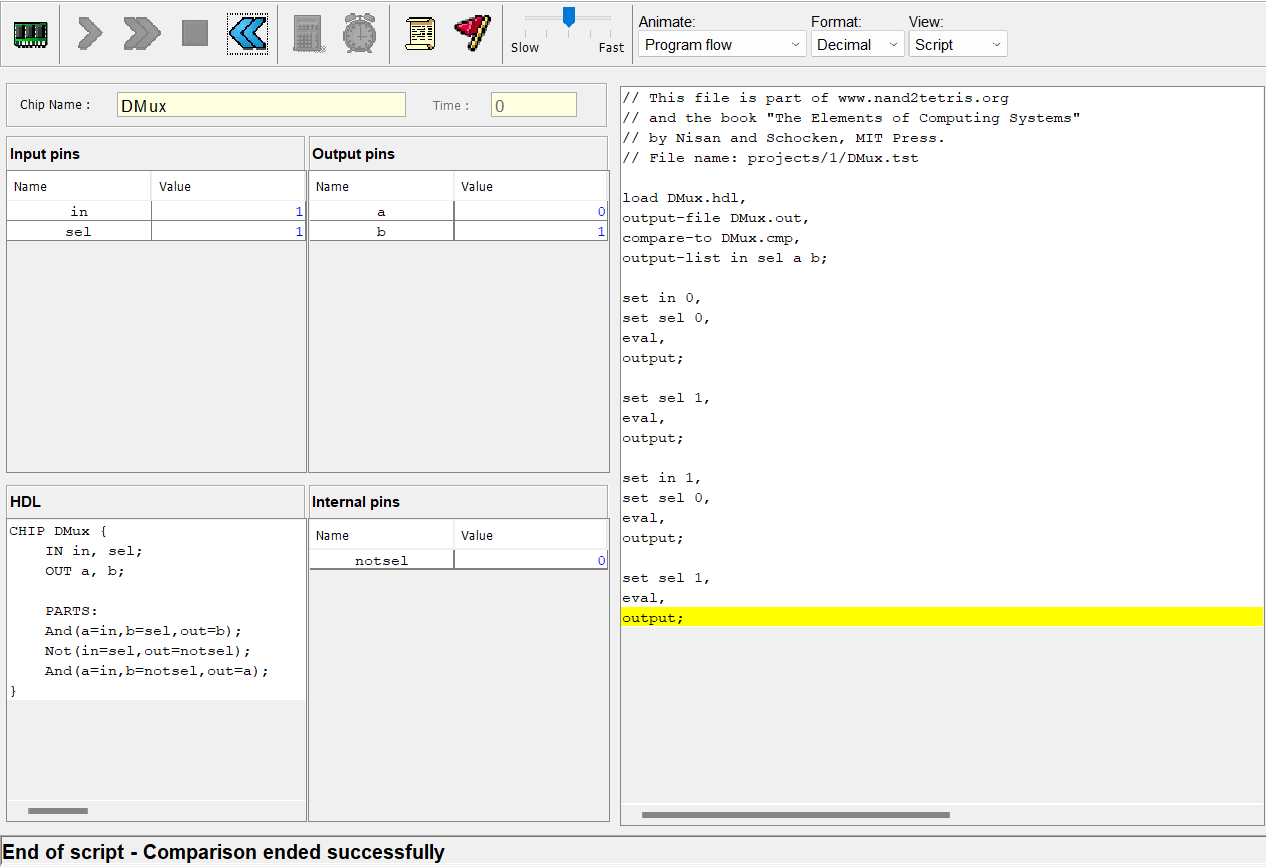 Slow
Fast
Animate:
Program flow
Format:
Decimal
View:
Script
Chip Name :
DMux
Time :
0
Input pins
Name Value
in 1
sel 1
Output pins
Name Value
a 0
b 1
HDL
CHIP DMux {
IN in, sel;
OUT a, b;
PARTS:
And(a=in,b=sel,out=b);
Not(in=sel,out=notsel);
And(a=in,b=notsel,out=a);
}
Internal pins
Name Value
notsel 0
// This file is part of www.nand2tetris.org
// and the book "The Elements of Computing Systems"
// by Nisan and Schocken, MIT Press.
// File name: projects/1/DMux.tst
load DMux.hdl,
output-file DMux.out,
compare-to DMux.cmp,
output-list in sel a b;
set in 0,
set sel 0,
eval,
output;
set sel 1,
eval,
output;
set in 1,
set sel 0,
eval,
output;
set sel 1,
eval,
output;
End of script - Comparison ended successfully